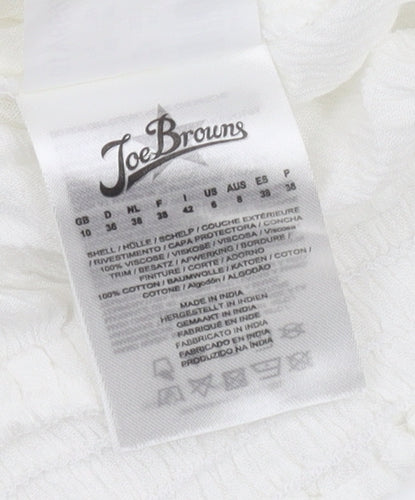 Joe Browns
GB D NL F I US AUS ES P
10 36 38 38 42 6 8 38 38
SHELL / HÜLLE / SCHELP / COUCHE EXTÉRIEURE
RIVESTIMENTO / CAPA PROTECTORA / CONCHA
100% VISCOSE / VISKOSE / VISCOSA / Viscose
TRIM / BESATZ / AFWERKING / BORDURE /
FINITURE / CORTE / ADORNO
100% COTTON / BAUMWOLLE / KATOEN / COTON /
COTONE / Algodón / ALGODÃO
MADE IN INDIA
HERGESTELLT IN INDIEN
GEMAAKT IN INDIA
FABRIQUÉ EN INDE
FABBRICATO IN INDIA
FABRICADO EN INDIA
PRODUZIDO NA ÍNDIA